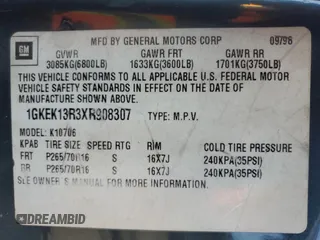 GM
MFD BY GENERAL MOTORS CORP 09/98
GVWR GAWR FRT GAWR RR
3085KG(6800LB) 1633KG(3600LB) 1701KG(3750LB)
THIS VEHICLE CONFORMS TO ALL APPLICABLE U.S. FEDERAL MOTOR
VEHICLE SAFETY STANDARDS IN EFFECT ON THE DATE OF
MANUFACTURE SHOWN ABOVE.
1GKEK13R3XR908307 TYPE: M.P.V.
MODEL: K10706
KPAB TIRE SIZE SPEED RTG RIM COLD TIRE PRESSURE
FRT P265/70R16 S 16X7J 240KPA(35PSI)
RR P265/70R16 S 16X7J 240KPA(35PSI)
SEE OWNER'S MANUAL FOR ADDITIONAL INFORMATION
© DREAMBID